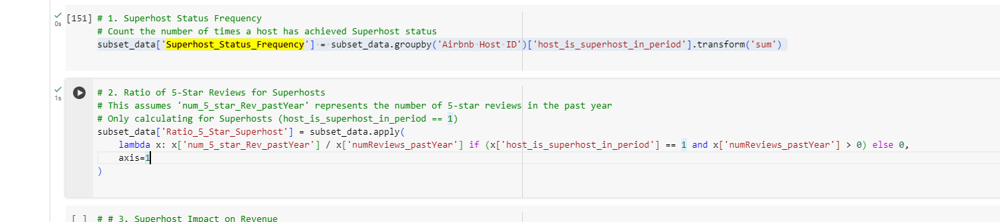 [151] # 1. Superhost Status Frequency
0s
# Count the number of times a host has achieved Superhost status
subset_data['Superhost_Status_Frequency'] = subset_data.groupby('Airbnb Host ID')['host_is_superhost_in_period'].transform('sum')
# 2. Ratio of 5-Star Reviews for Superhosts
1s
# This assumes 'num_5_star_Rev_pastYear' represents the number of 5-star reviews in the past year
# Only calculating for Superhosts (host_is_superhost_in_period == 1)
subset_data['Ratio_5_Star_Superhost'] = subset_data.apply(
lambda x: x['num_5_star_Rev_pastYear'] / x['numReviews_pastYear'] if (x['host_is_superhost_in_period'] == 1 and x['numReviews_pastYear'] > 0) else 0,
axis=1
)
[ ] # # 3. Superhost Impact on Revenue